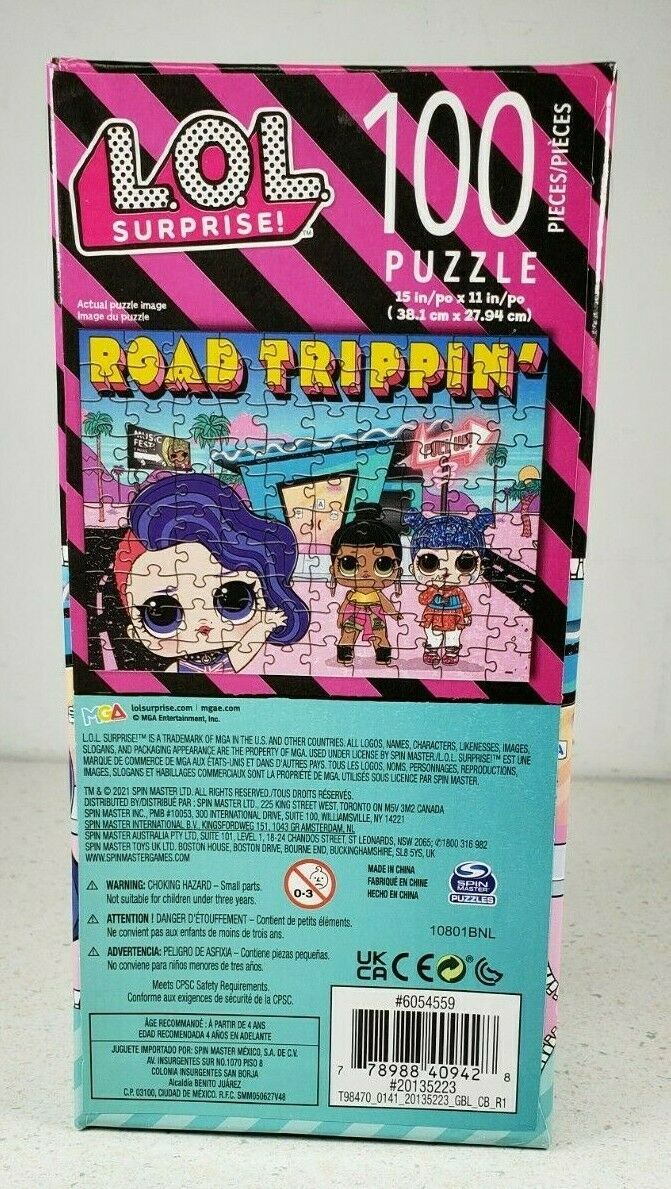 L.O.L.
SURPRISE!™
100
PIECES/PIÈCES
PUZZLE
15 in/po x 11 in/po
( 38.1 cm x 27.94 cm)
Actual puzzle image
Image du puzzle
ROAD TRIPPIN'
MUSIC
FEST
MGA lolsurprise.com | mgae.com
© MGA Entertainment, Inc.
L.O.L. SURPRISE!™ IS A TRADEMARK OF MGA IN THE U.S. AND OTHER COUNTRIES. ALL LOGOS, NAMES, CHARACTERS, LIKENESSES, IMAGES,
SLOGANS, AND PACKAGING APPEARANCE ARE THE PROPERTY OF MGA. USED UNDER LICENSE BY SPIN MASTER./L.O.L. SURPRISE!™ EST UNE
MARQUE DE COMMERCE DE MGA AUX ÉTATS-UNIS ET DANS D'AUTRES PAYS. TOUS LES LOGOS, NOMS, PERSONNAGES, REPRODUCTIONS,
IMAGES, SLOGANS ET HABILLAGES COMMERCIAUX SONT LA PROPRIÉTÉ DE MGA. UTILISÉS SOUS LICENCE PAR SPIN MASTER.
TM & © 2021 SPIN MASTER LTD. ALL RIGHTS RESERVED./TOUS DROITS RÉSERVÉS.
DISTRIBUTED BY/DISTRIBUÉ PAR : SPIN MASTER LTD., 225 KING STREET WEST, TORONTO ON M5V 3M2 CANADA
SPIN MASTER INC., PMB #10053, 300 INTERNATIONAL DRIVE, SUITE 100, WILLIAMSVILLE, NY 14221
SPIN MASTER INTERNATIONAL B.V., KINGSFORDWEG 151, 1043 GR AMSTERDAM, NL
SPIN MASTER AUSTRALIA PTY LTD, SUITE 101, LEVEL 1, 18-24 CHANDOS STREET, ST LEONARDS, NSW 2065; ✆1800 316 982
SPIN MASTER TOYS UK LTD. BOSTON HOUSE, BOSTON DRIVE, BOURNE END, BUCKINGHAMSHIRE, SL8 5YS, UK
WWW.SPINMASTERGAMES.COM
⚠ WARNING: CHOKING HAZARD – Small parts.
Not suitable for children under three years.
0-3
MADE IN CHINA
FABRIQUÉ EN CHINE
HECHO EN CHINA
SPIN
MASTER
PUZZLES
⚠ ATTENTION ! DANGER D'ÉTOUFFEMENT – Contient de petits éléments.
Ne convient pas aux enfants de moins de trois ans.
10801BNL
⚠ ADVERTENCIA: PELIGRO DE ASFIXIA – Contiene piezas pequeñas.
No conviene para niños menores de tres años.
UK
CA CE
Meets CPSC Safety Requirements.
Conforme aux exigences de sécurité de la CPSC.
ÂGE RECOMMANDÉ : À PARTIR DE 4 ANS
EDAD RECOMENDADA 4 AÑOS EN ADELANTE
JUGUETE IMPORTADO POR: SPIN MASTER MÉXICO, S.A. DE C.V.
AV. INSURGENTES SUR NO.1070 PISO 8
COLONIA INSURGENTES SAN BORJA
Alcaldía BENITO JUÁREZ
C.P. 03100, CIUDAD DE MÉXICO. R.F.C. SMM950627V48
#6054559
7 78988 40942 8
#20135223
T98470_0141_20135223_GBL_CB_R1